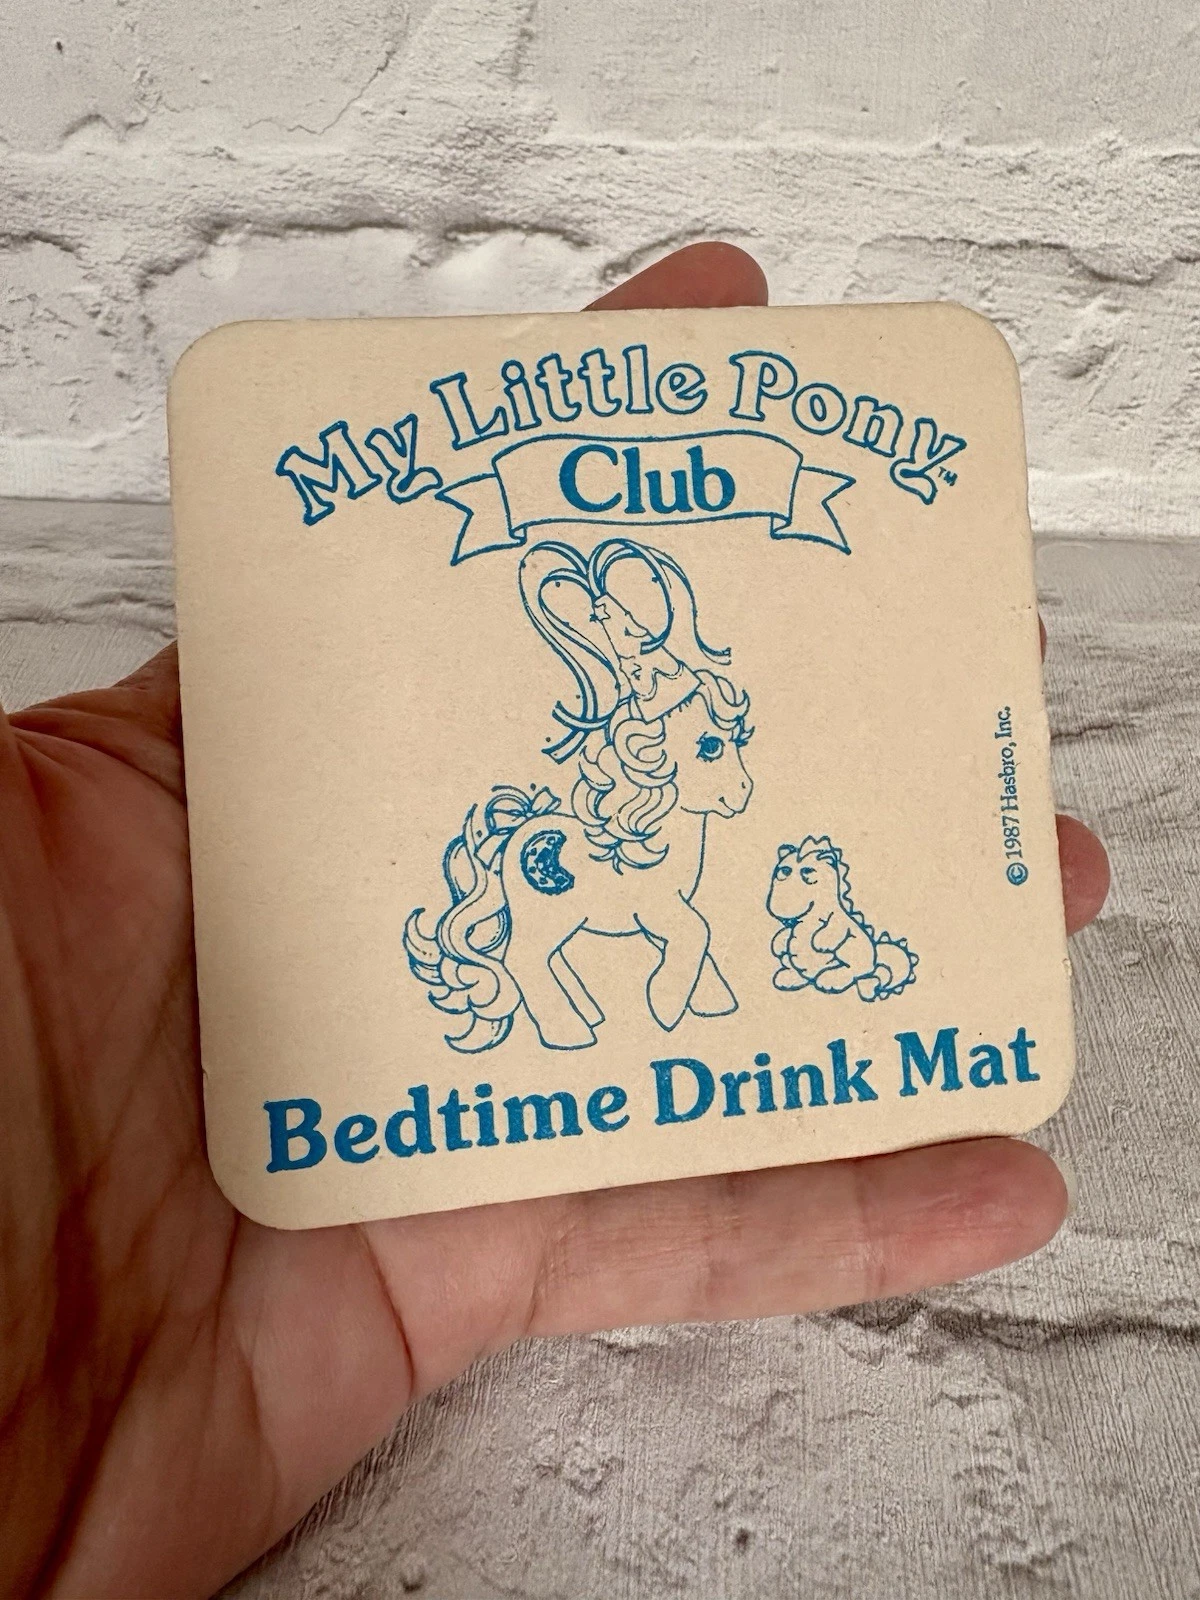 My Little Pony™
Club
© 1987 Hasbro, Inc.
Bedtime Drink Mat